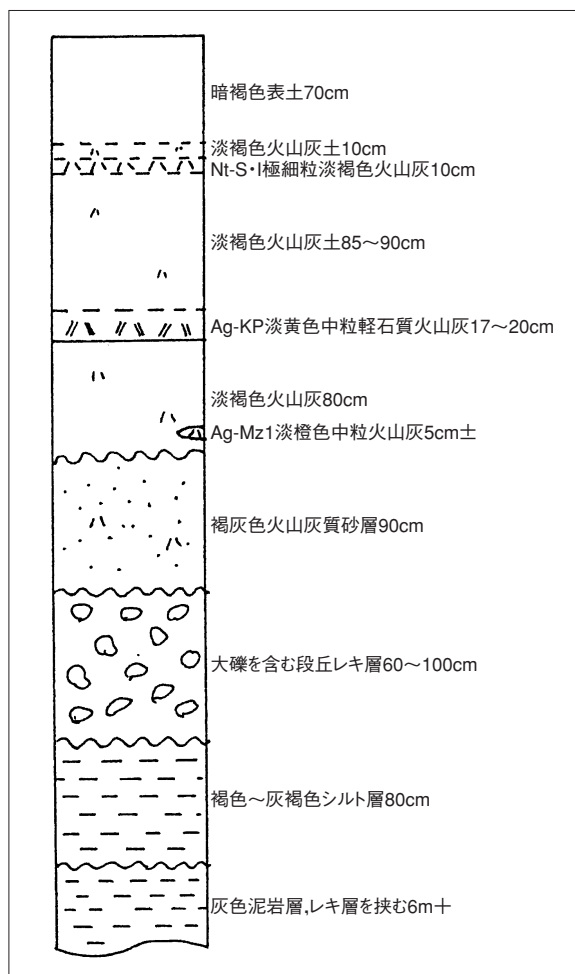 暗褐色表土70cm
淡褐色火山灰土10cm
Nt-S・I極細粒淡褐色火山灰10cm
淡褐色火山灰土85～90cm
Ag-KP淡黄色中粒軽石質火山灰17～20cm
淡褐色火山灰80cm
Ag-Mz1淡橙色中粒火山灰5cm±
褐灰色火山灰質砂層90cm
大礫を含む段丘レキ層60～100cm
褐色～灰褐色シルト層80cm
灰色泥岩層,レキ層を挟む6m＋